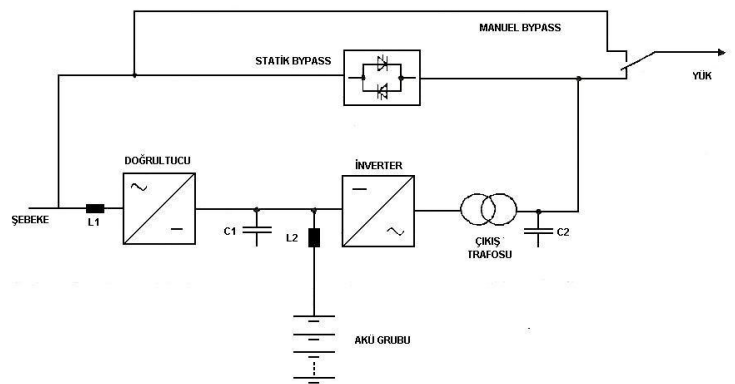 MANUEL BYPASS
STATİK BYPASS
YÜK
DOĞRULTUCU
İNVERTER
ŞEBEKE
L1
C1
L2
ÇIKIŞ
TRAFOSU
C2
AKÜ GRUBU